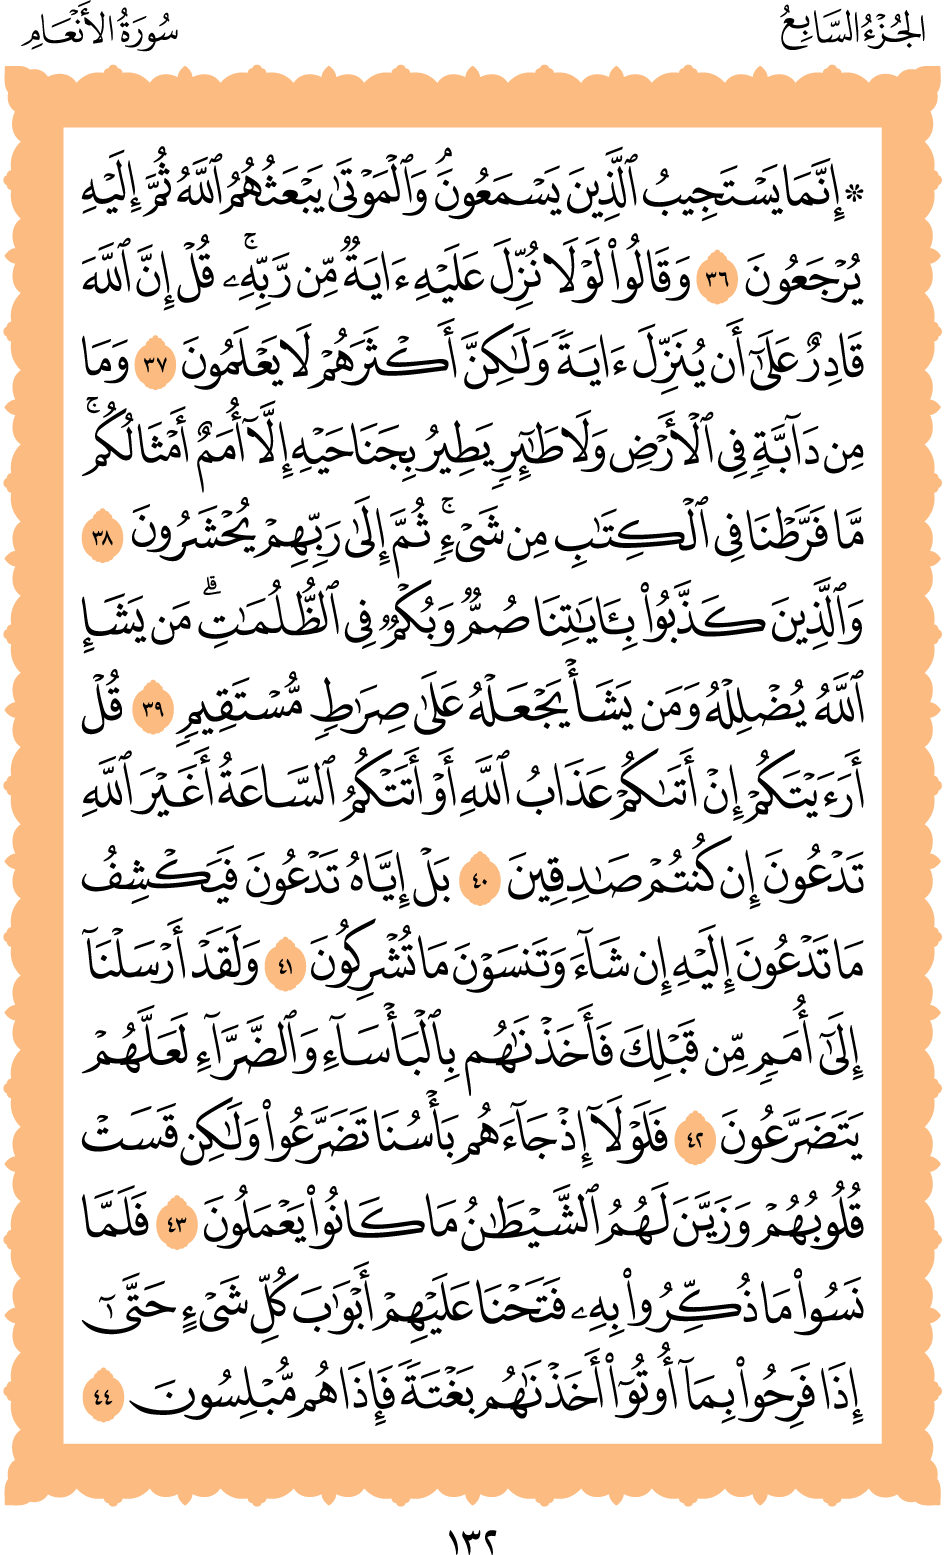 الجُزْءُ السَّابِعُ
سُورَةُ الأَنْعَامِ
۞ إِنَّمَا يَسْتَجِيبُ ٱلَّذِينَ يَسْمَعُونَۘ وَٱلْمَوْتَىٰ يَبْعَثُهُمُ ٱللَّهُ ثُمَّ إِلَيْهِ
يُرْجَعُونَ ٣٦ وَقَالُوا۟ لَوْلَا نُزِّلَ عَلَيْهِ ءَايَةٌ مِّن رَّبِّهِۦۚ قُلْ إِنَّ ٱللَّهَ
قَادِرٌ عَلَىٰٓ أَن يُنَزِّلَ ءَايَةً وَلَـٰكِنَّ أَكْثَرَهُمْ لَا يَعْلَمُونَ ٣٧ وَمَا
مِن دَآبَّةٍ فِى ٱلْأَرْضِ وَلَا طَـٰٓئِرٍ يَطِيرُ بِجَنَاحَيْهِ إِلَّآ أُمَمٌ أَمْثَالُكُمۚ
مَّا فَرَّطْنَا فِى ٱلْكِتَـٰبِ مِن شَىْءٍۚ ثُمَّ إِلَىٰ رَبِّهِمْ يُحْشَرُونَ ٣٨
وَٱلَّذِينَ كَذَّبُوا۟ بِـَٔايَـٰتِنَا صُمٌّ وَبُكْمٌ فِى ٱلظُّلُمَـٰتِۗ مَن يَشَإِ
ٱللَّهُ يُضْلِلْهُ وَمَن يَشَأْ يَجْعَلْهُ عَلَىٰ صِرَٰطٍ مُّسْتَقِيمٍ ٣٩ قُلْ
أَرَءَيْتَكُمْ إِنْ أَتَىٰكُمْ عَذَابُ ٱللَّهِ أَوْ أَتَتْكُمُ ٱلسَّاعَةُ أَغَيْرَ ٱللَّهِ
تَدْعُونَ إِن كُنتُمْ صَـٰدِقِينَ ٤٠ بَلْ إِيَّاهُ تَدْعُونَ فَيَكْشِفُ
مَا تَدْعُونَ إِلَيْهِ إِن شَآءَ وَتَنسَوْنَ مَا تُشْرِكُونَ ٤١ وَلَقَدْ أَرْسَلْنَآ
إِلَىٰٓ أُمَمٍ مِّن قَبْلِكَ فَأَخَذْنَـٰهُم بِٱلْبَأْسَآءِ وَٱلضَّرَّآءِ لَعَلَّهُمْ
يَتَضَرَّعُونَ ٤٢ فَلَوْلَآ إِذْ جَآءَهُم بَأْسُنَا تَضَرَّعُوا۟ وَلَـٰكِن قَسَتْ
قُلُوبُهُمْ وَزَيَّنَ لَهُمُ ٱلشَّيْطَـٰنُ مَا كَانُوا۟ يَعْمَلُونَ ٤٣ فَلَمَّا
نَسُوا۟ مَا ذُكِّرُوا۟ بِهِۦ فَتَحْنَا عَلَيْهِمْ أَبْوَٰبَ كُلِّ شَىْءٍ حَتَّىٰٓ
إِذَا فَرِحُوا۟ بِمَآ أُوتُوٓا۟ أَخَذْنَـٰهُم بَغْتَةً فَإِذَا هُم مُّبْلِسُونَ ٤٤
١٣٢